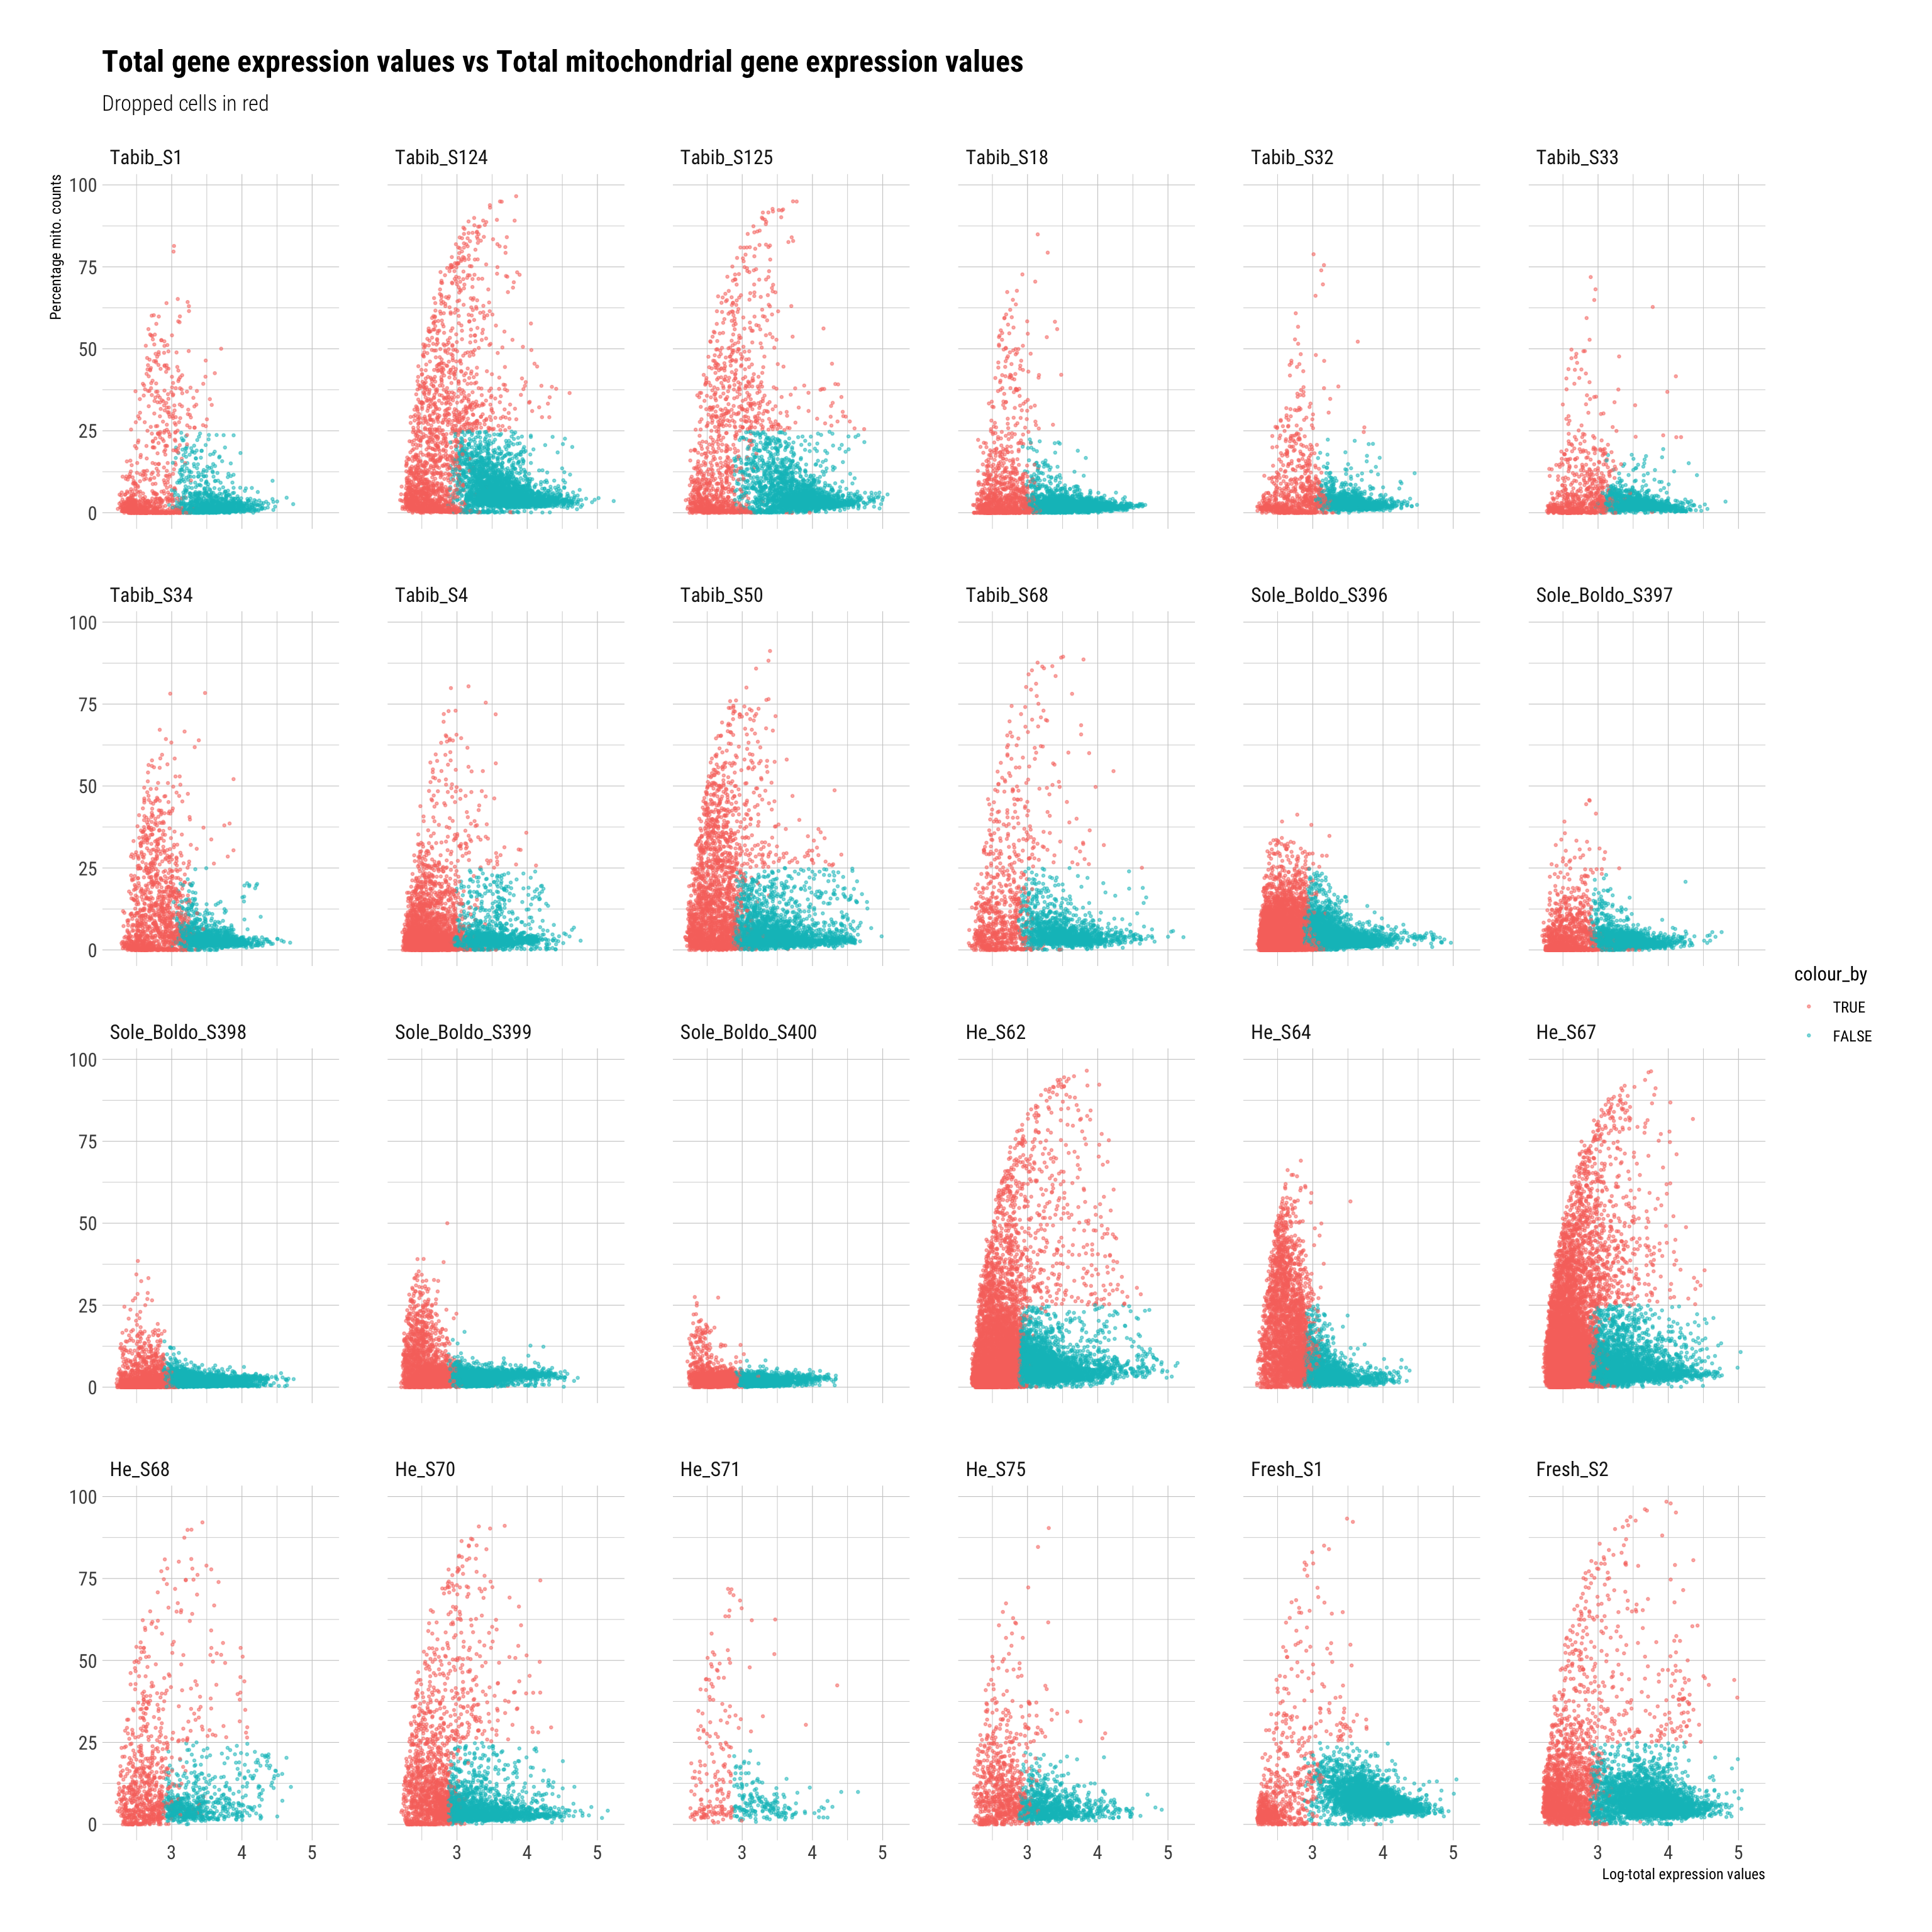 Total gene expression values vs Total mitochondrial gene expression values
Dropped cells in red
Tabib_S1 Tabib_S124 Tabib_S125 Tabib_S18 Tabib_S32 Tabib_S33
Percentage mito. counts
100
75
50
25
0
Tabib_S34 Tabib_S4 Tabib_S50 Tabib_S68 Sole_Boldo_S396 Sole_Boldo_S397
100
75
50
25
0
colour_by
TRUE
FALSE
Sole_Boldo_S398 Sole_Boldo_S399 Sole_Boldo_S400 He_S62 He_S64 He_S67
100
75
50
25
0
He_S68 He_S70 He_S71 He_S75 Fresh_S1 Fresh_S2
100
75
50
25
0
3 4 5 3 4 5 3 4 5 3 4 5 3 4 5 3 4 5
Log-total expression values